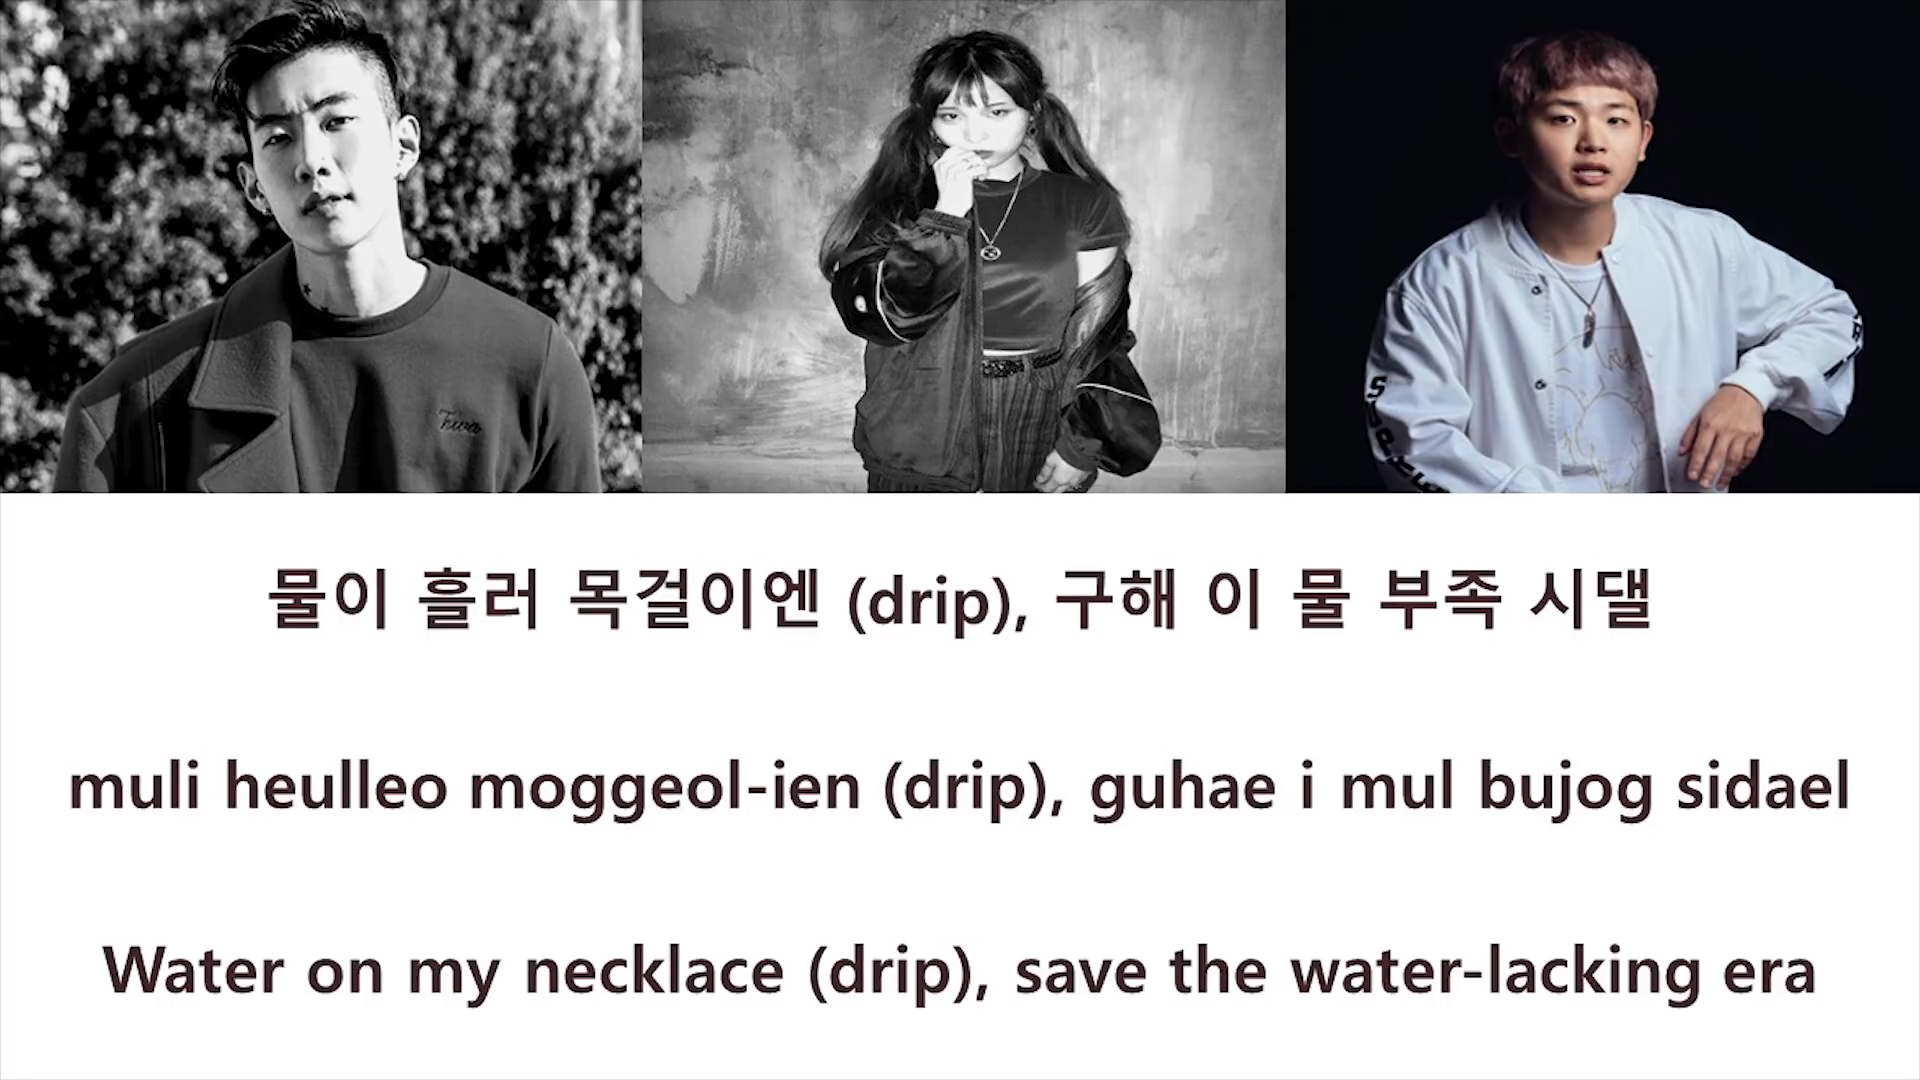 물이 흘러 목걸이엔 (drip), 구해 이 물 부족 시댈
muli heulleo moggeol-ien (drip), guhae i mul bujog sidael
Water on my necklace (drip), save the water-lacking era